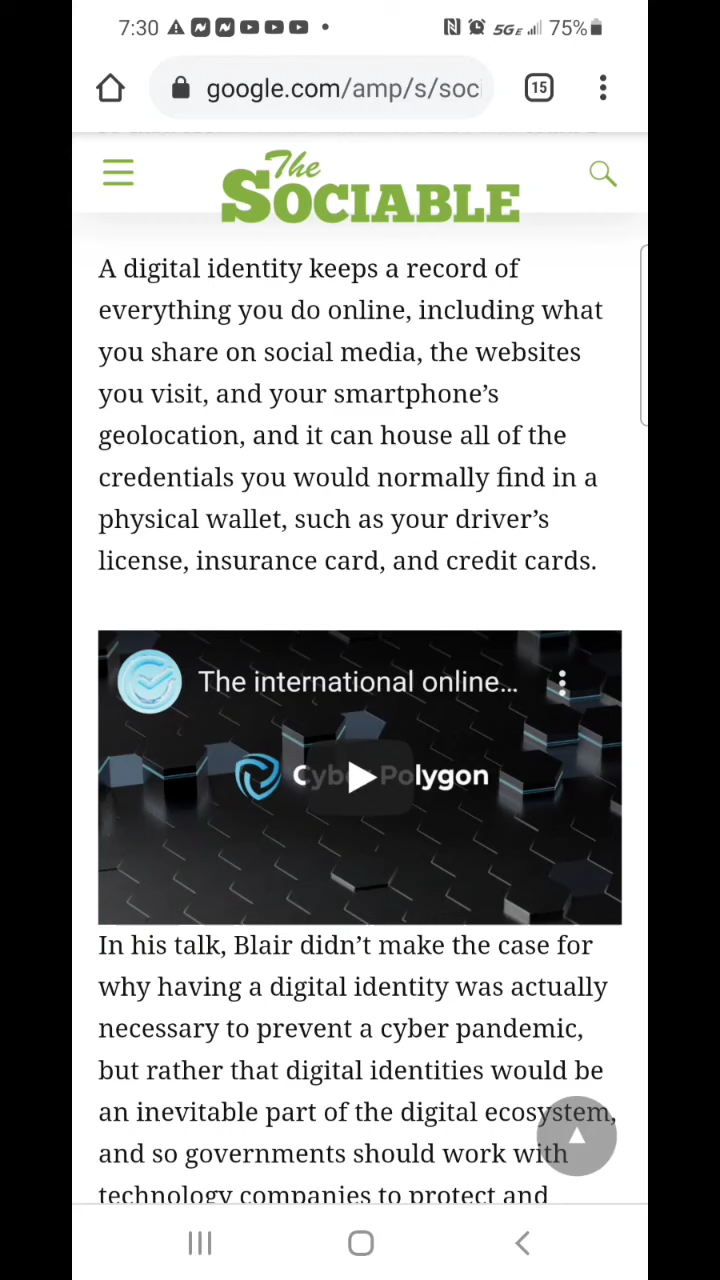 7:30
5GE
75%
google.com/amp/s/soci
15
The
SOCIABLE
A digital identity keeps a record of
everything you do online, including what
you share on social media, the websites
you visit, and your smartphone’s
geolocation, and it can house all of the
credentials you would normally find in a
physical wallet, such as your driver’s
license, insurance card, and credit cards.
The international online...
Cyber Polygon
In his talk, Blair didn’t make the case for
why having a digital identity was actually
necessary to prevent a cyber pandemic,
but rather that digital identities would be
an inevitable part of the digital ecosystem,
and so governments should work with
technology companies to protect and